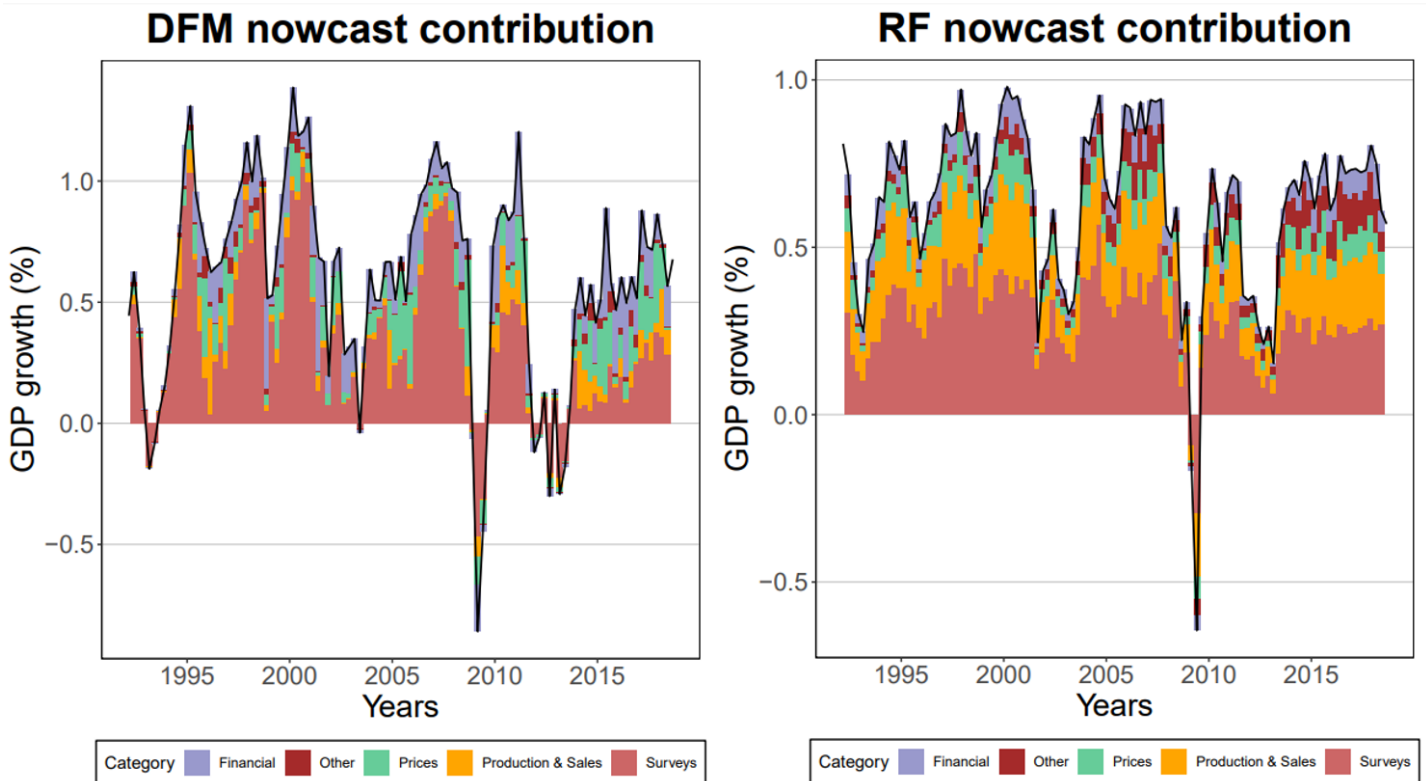 DFM nowcast contribution
GDP growth (%)
1.0
0.5
0.0
−0.5
1995 2000 2005 2010 2015
Years
Category Financial Other Prices Production & Sales Surveys
RF nowcast contribution
GDP growth (%)
1.0
0.5
0.0
−0.5
1995 2000 2005 2010 2015
Years
Category Financial Other Prices Production & Sales Surveys